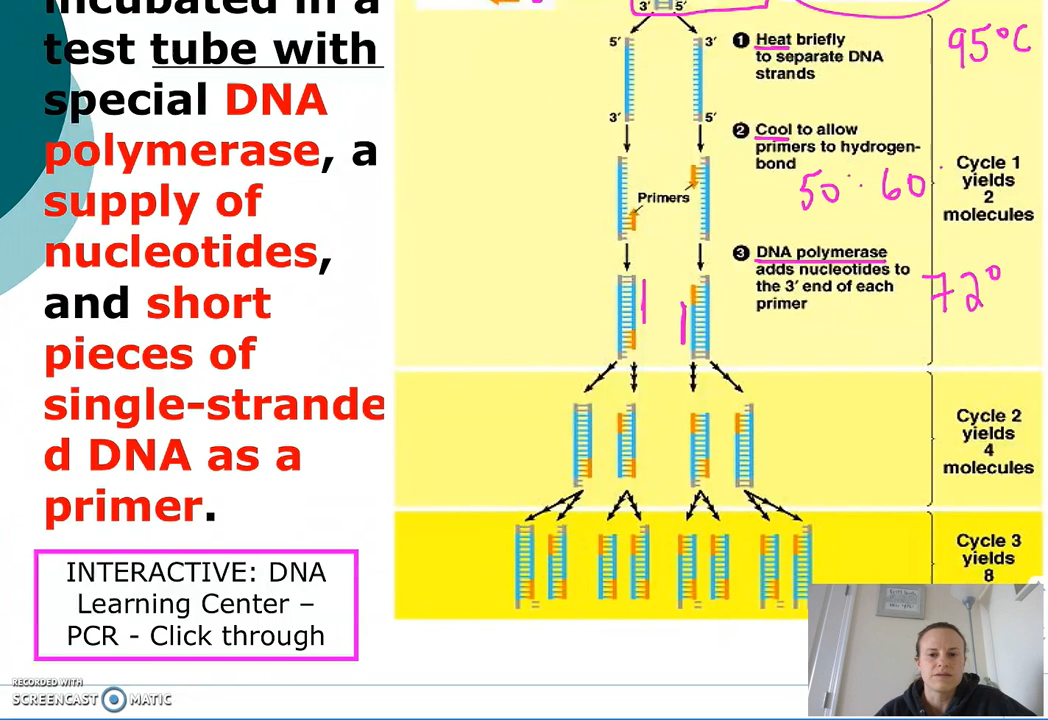 incubated in a
test tube with
special DNA
polymerase, a
supply of
nucleotides,
and short
pieces of
single-strande
d DNA as a
primer.
INTERACTIVE: DNA
Learning Center –
PCR - Click through
RECORDED WITH
SCREENCAST MATIC
3′ 5′
5′ 3′
3′ 5′
1 Heat briefly
to separate DNA
strands
95°C
2 Cool to allow
primers to hydrogen-
bond
50° 60°
Primers
3 DNA polymerase
adds nucleotides to
the 3′ end of each
primer
72°
Cycle 1
yields
2
molecules
Cycle 2
yields
4
molecules
Cycle 3
yields
8